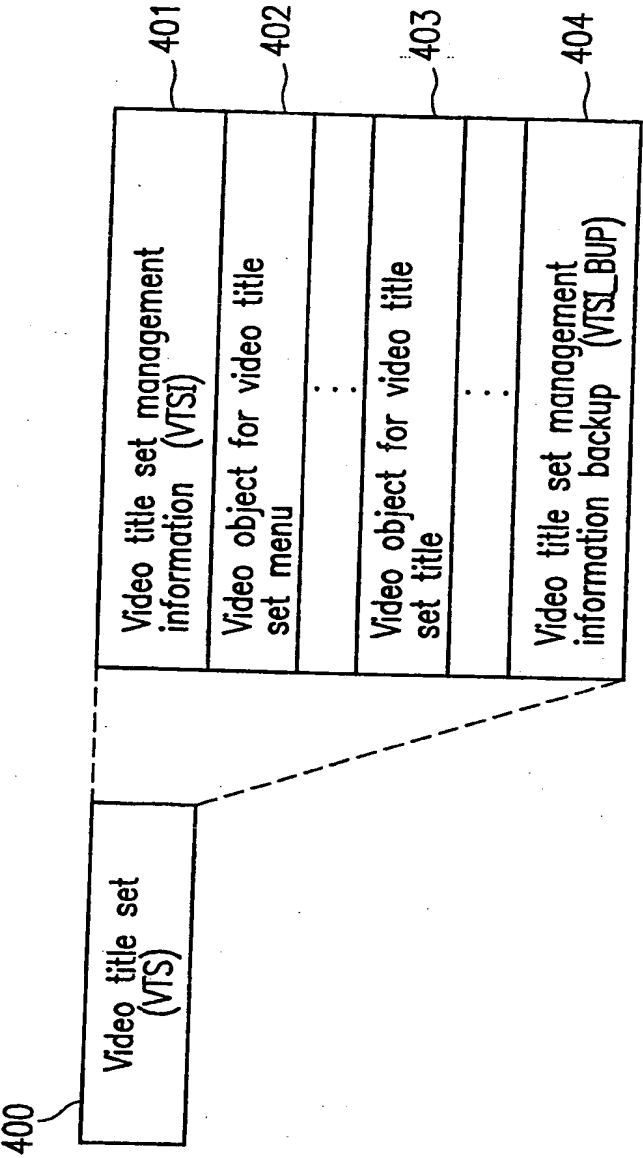 400
Video title set
(VTS)
Video title set management
information (VTSI)
401
Video object for video title
set menu
402
⋮
Video object for video title
set title
403
⋮
Video title set management
information backup (VTSI_BUP)
404